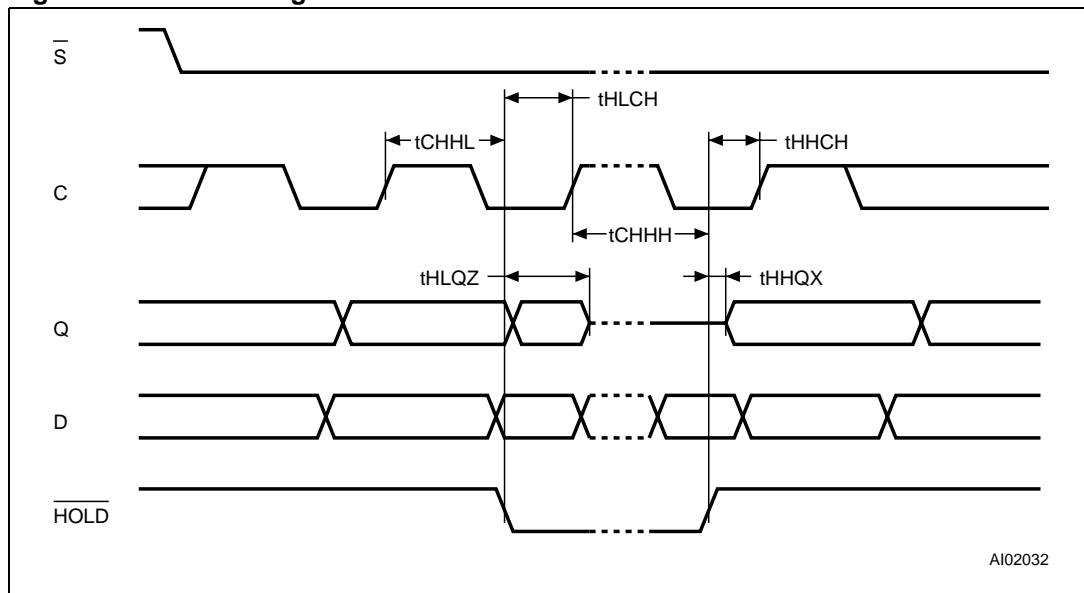 S
tHLCH
tCHHL
tHHCH
C
tCHHH
tHLQZ
tHHQX
Q
D
HOLD
AI02032